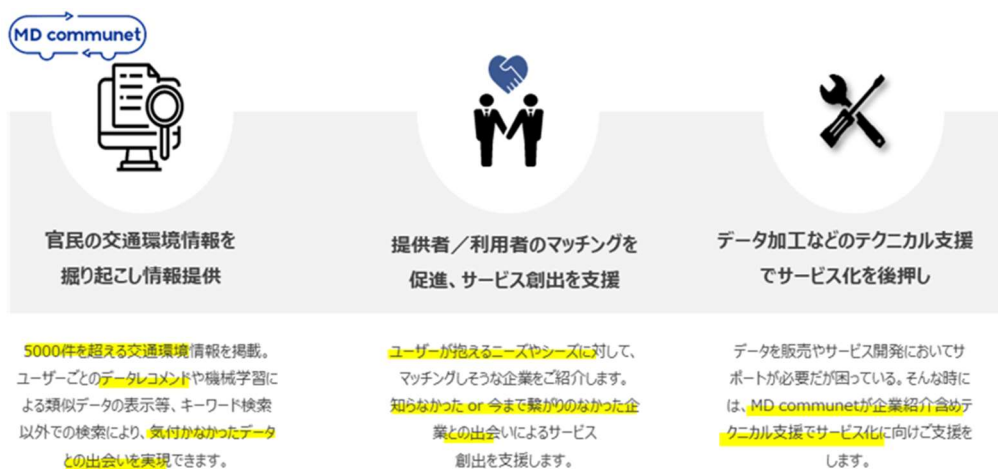 MD communet
官民の交通環境情報を
掘り起こし情報提供
5000件を超える交通環境情報を掲載。
ユーザーごとのデータレコメンドや機械学習に
よる類似データの表示等、キーワード検索
以外での検索により、気付かなかったデータ
との出会いを実現できます。
提供者／利用者のマッチングを
促進、サービス創出を支援
ユーザーが抱えるニーズやシーズに対して、
マッチングしそうな企業をご紹介します。
知らなかった or 今まで繋がりのなかった企
業との出会いによるサービス
創出を支援します。
データ加工などのテクニカル支援
でサービス化を後押し
データを販売やサービス開発においてサ
ポートが必要だが困っている。そんな時に
は、MD communetが企業紹介含めテ
クニカル支援でサービス化に向けご支援を
します。